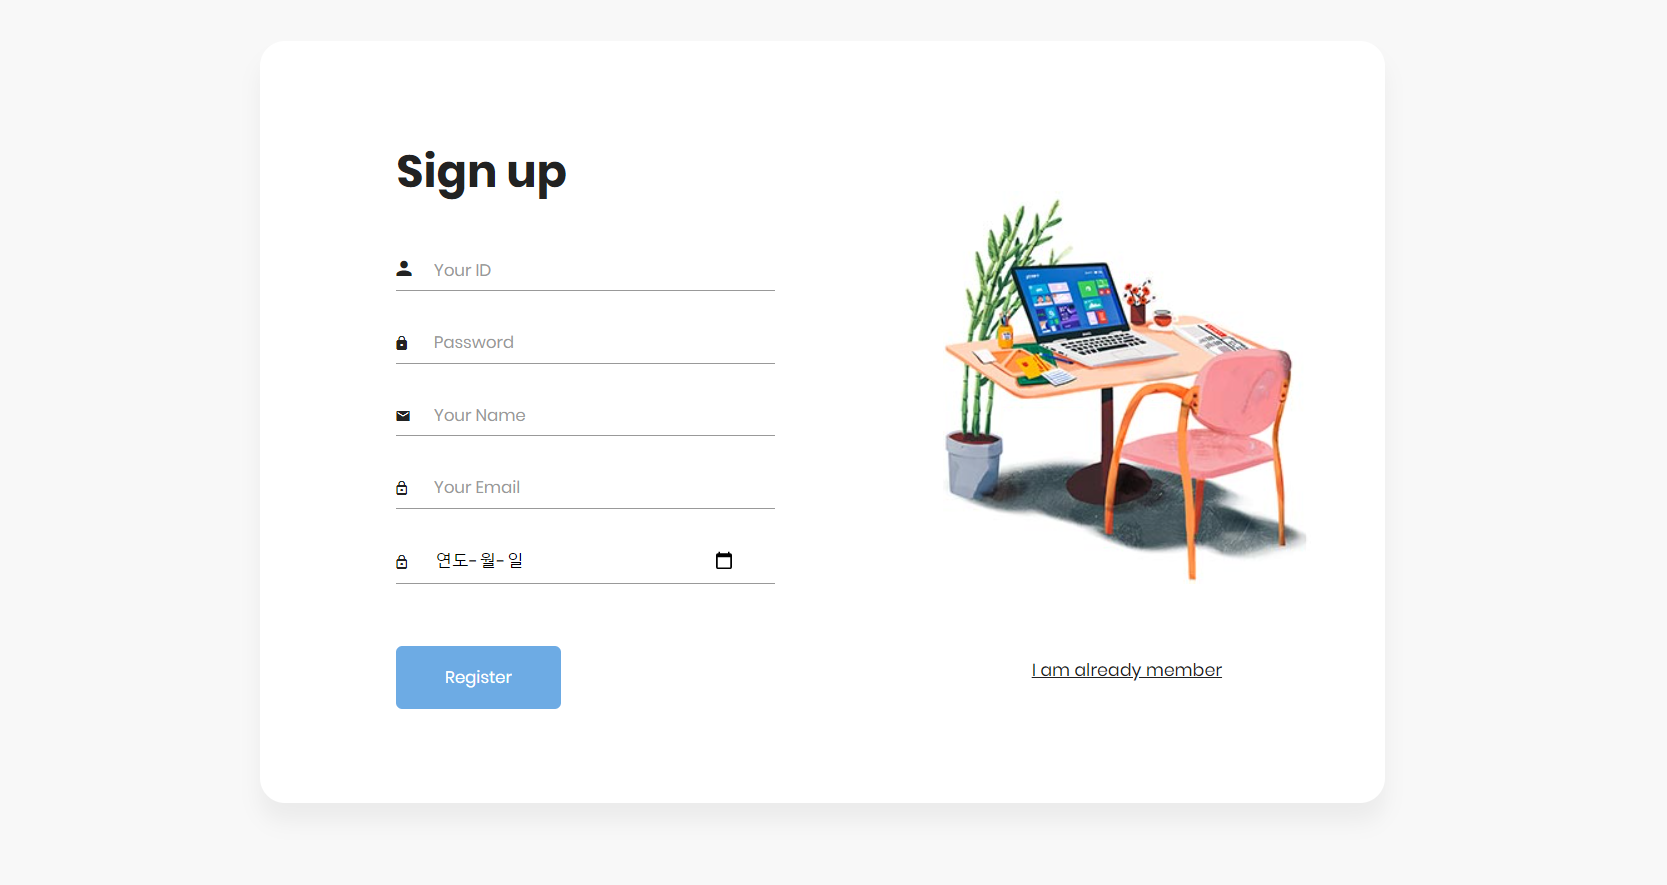 Sign up
Your ID
Password
Your Name
Your Email
연도-월-일
Register
I am already member